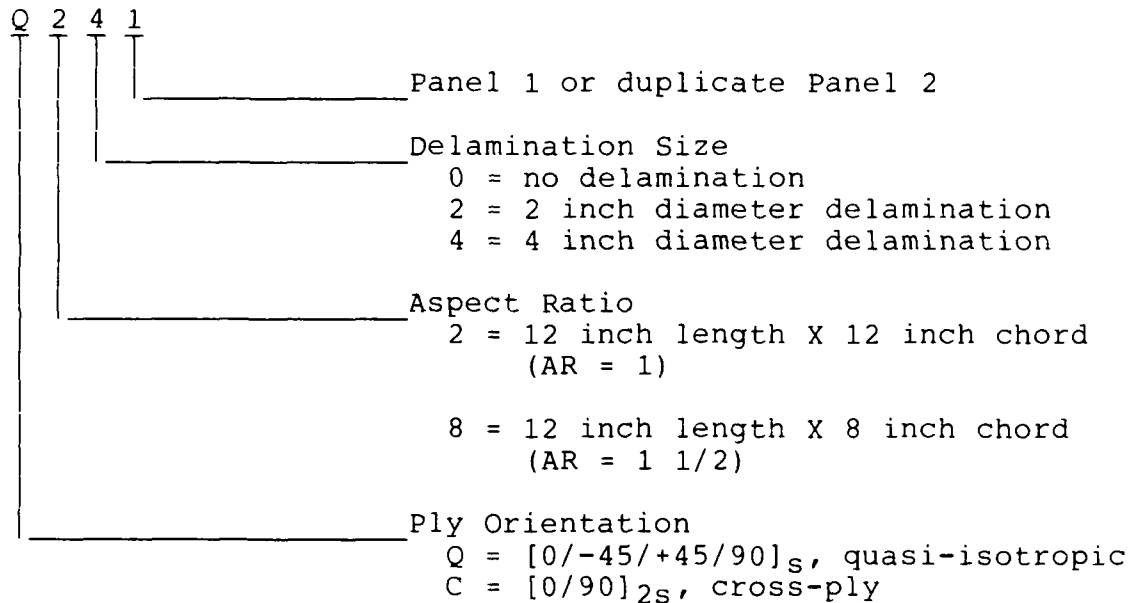 Q 2 4 1
Panel 1 or duplicate Panel 2
Delamination Size
0 = no delamination
2 = 2 inch diameter delamination
4 = 4 inch diameter delamination
Aspect Ratio
2 = 12 inch length X 12 inch chord
(AR = 1)
8 = 12 inch length X 8 inch chord
(AR = 1 1/2)
Ply Orientation
Q = [0/-45/+45/90]s, quasi-isotropic
C = [0/90]2s, cross-ply